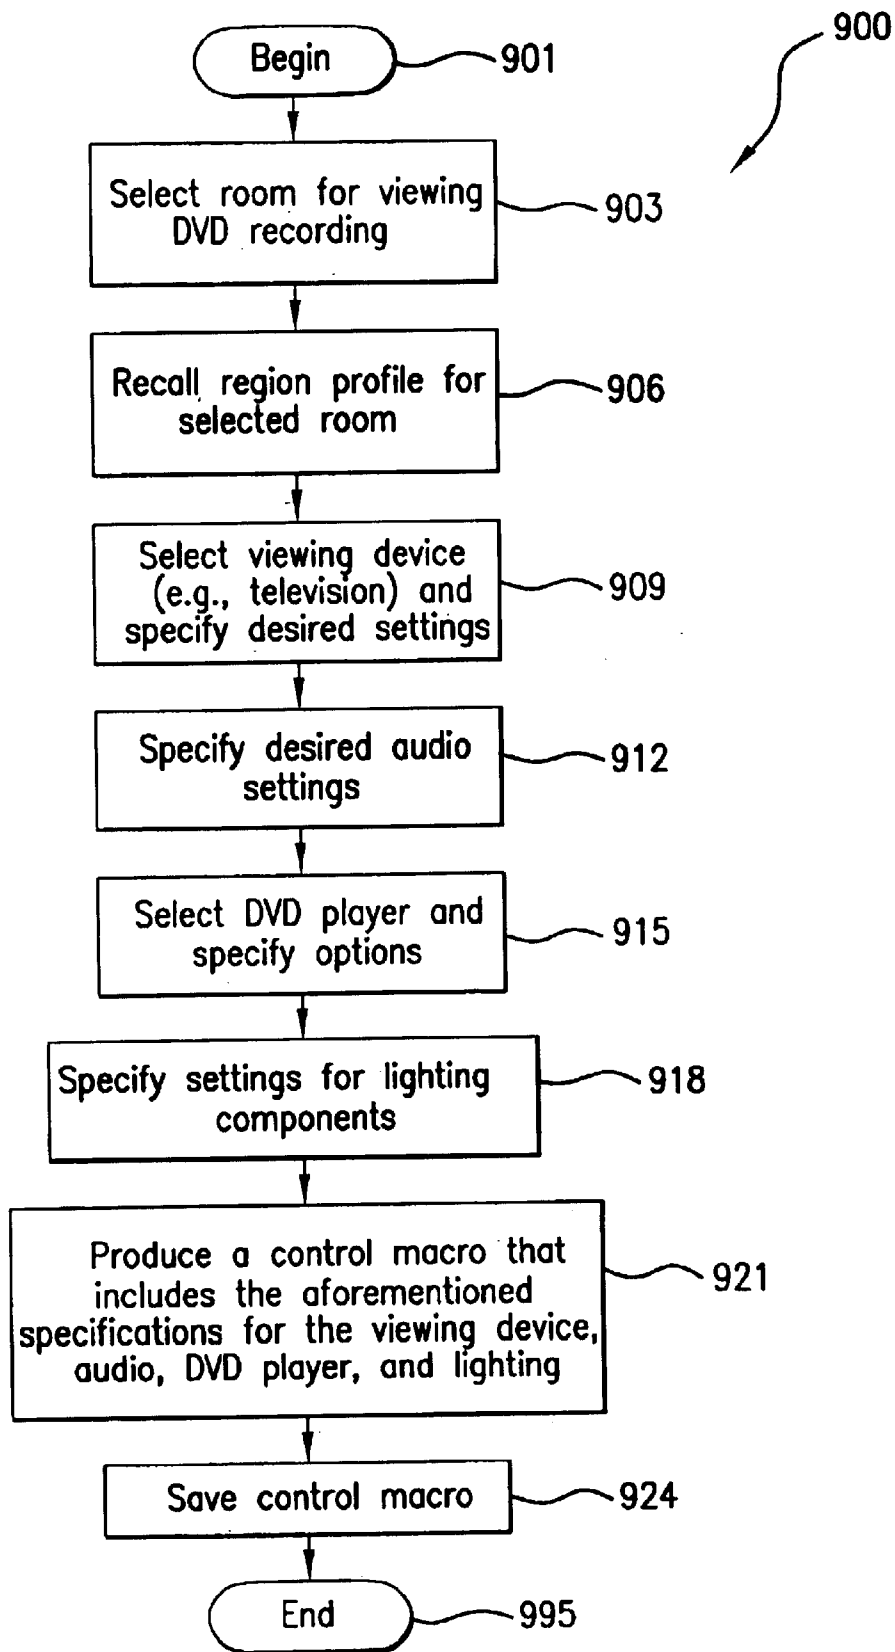 900
Begin
901
Select room for viewing
DVD recording
903
Recall region profile for
selected room
906
Select viewing device
(e.g., television) and
specify desired settings
909
Specify desired audio
settings
912
Select DVD player and
specify options
915
Specify settings for lighting
components
918
Produce a control macro that
includes the aforementioned
specifications for the viewing device,
audio, DVD player, and lighting
921
Save control macro
924
End
995